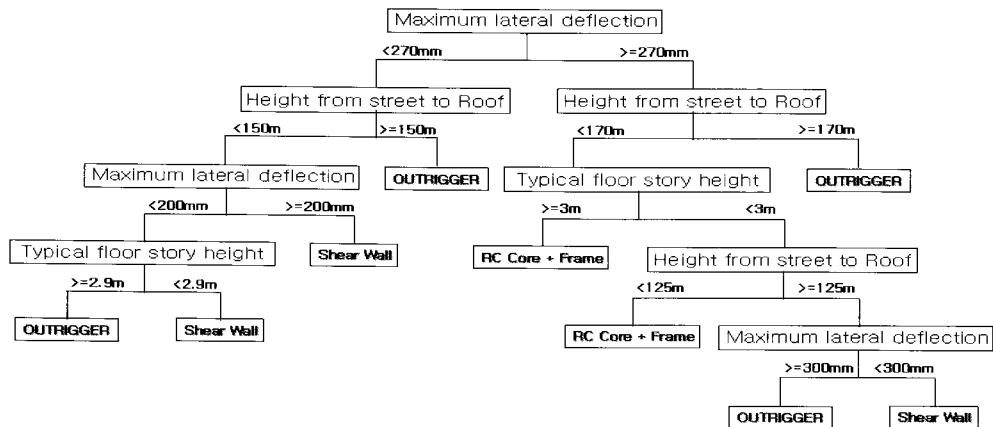 Maximum lateral deflection
<270mm
>=270mm
Height from street to Roof
Height from street to Roof
<150m
>=150m
<170m
>=170m
Maximum lateral deflection
OUTRIGGER
Typical floor story height
OUTRIGGER
<200mm
>=200mm
>=3m
<3m
Typical floor story height
Shear Wall
RC Core + Frame
Height from street to Roof
>=2.9m
<2.9m
<125m
>=125m
OUTRIGGER
Shear Wall
RC Core + Frame
Maximum lateral deflection
>=300mm
<300mm
OUTRIGGER
Shear Wall